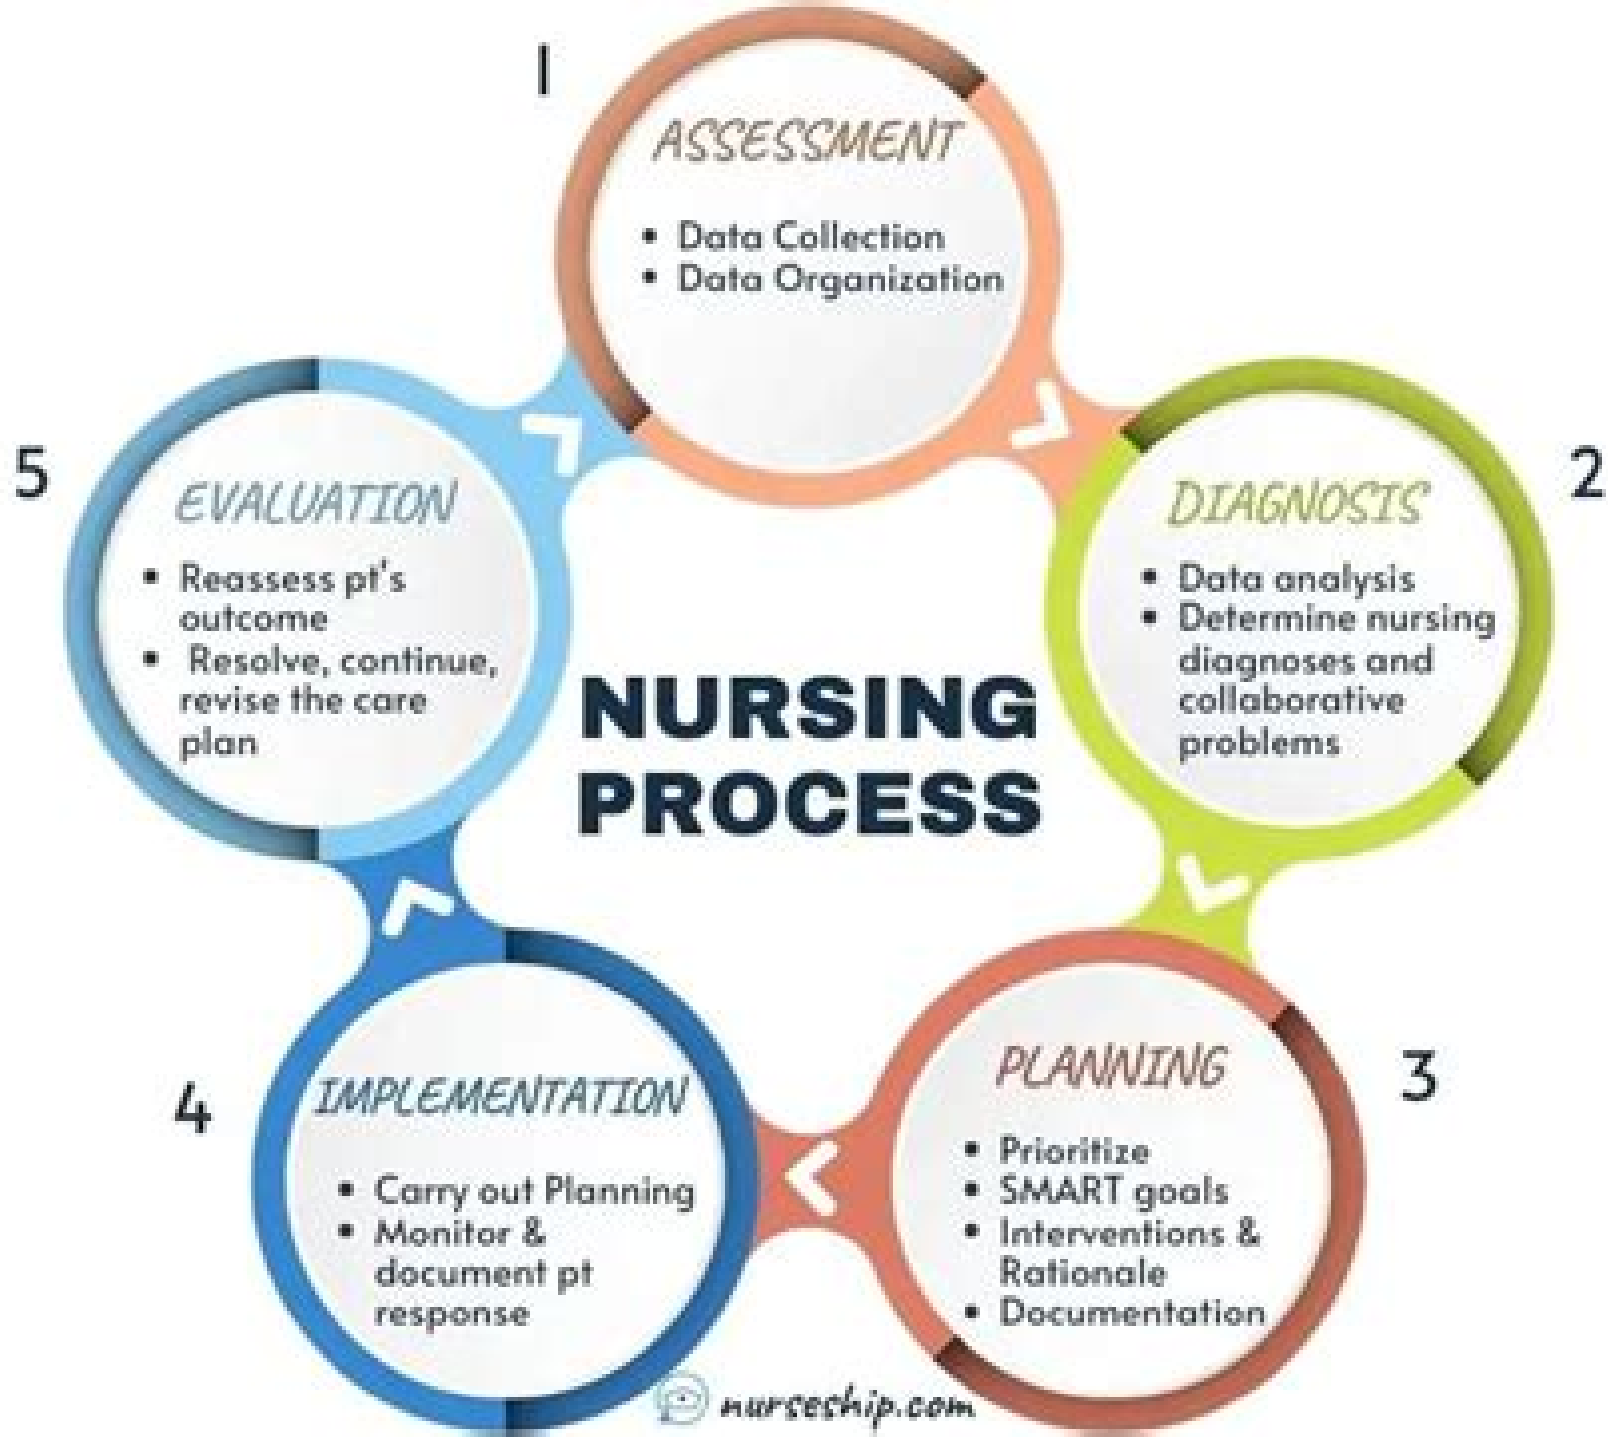 1
ASSESSMENT
• Data Collection
• Data Organization
2
DIAGNOSIS
• Data analysis
• Determine nursing
diagnoses and
collaborative
problems
3
PLANNING
• Prioritize
• SMART goals
• Interventions &
Rationale
• Documentation
4
IMPLEMENTATION
• Carry out Planning
• Monitor &
document pt
response
5
EVALUATION
• Reassess pt's
outcome
• Resolve, continue,
revise the care
plan
NURSING
PROCESS
nurseship.com